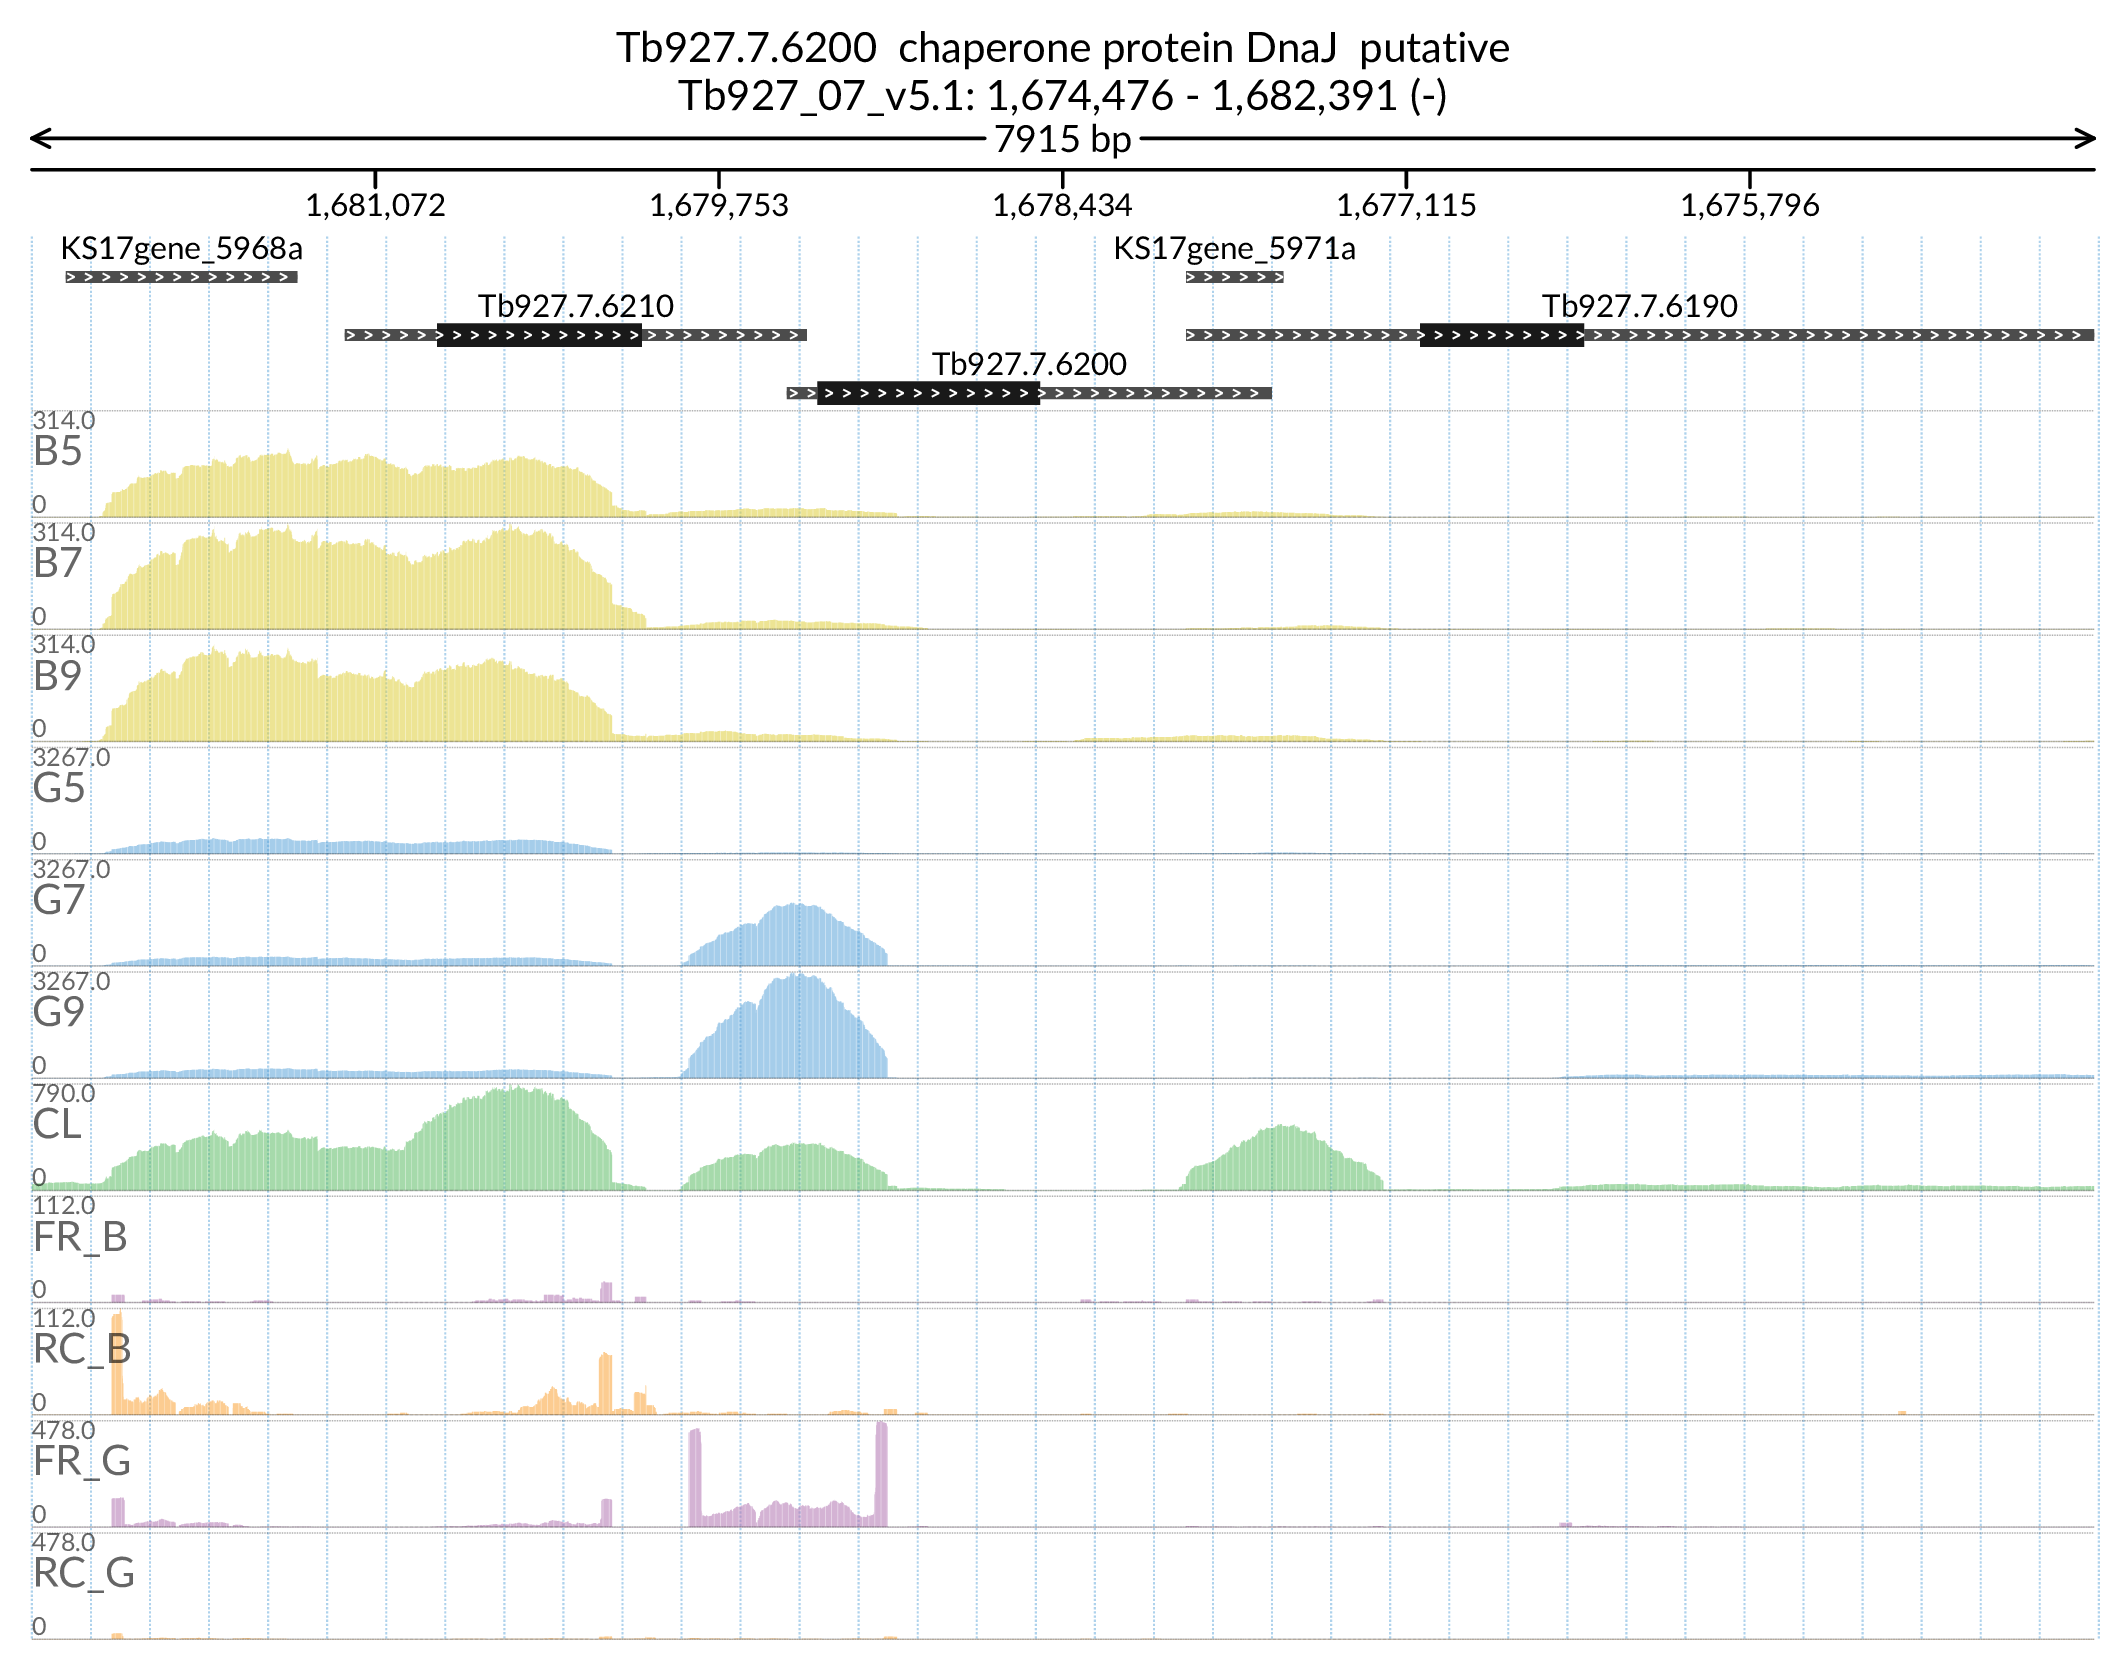 Tb927.7.6200  chaperone protein DnaJ  putative
Tb927_07_v5.1: 1,674,476 - 1,682,391 (-)
7915 bp
1,681,072 1,679,753 1,678,434 1,677,115 1,675,796
KS17gene_5968a KS17gene_5971a
Tb927.7.6210 Tb927.7.6190
Tb927.7.6200
314.0
B5
0
314.0
B7
0
314.0
B9
0
3267.0
G5
0
3267.0
G7
0
3267.0
G9
0
790.0
CL
0
112.0
FR_B
0
112.0
RC_B
0
478.0
FR_G
0
478.0
RC_G
0